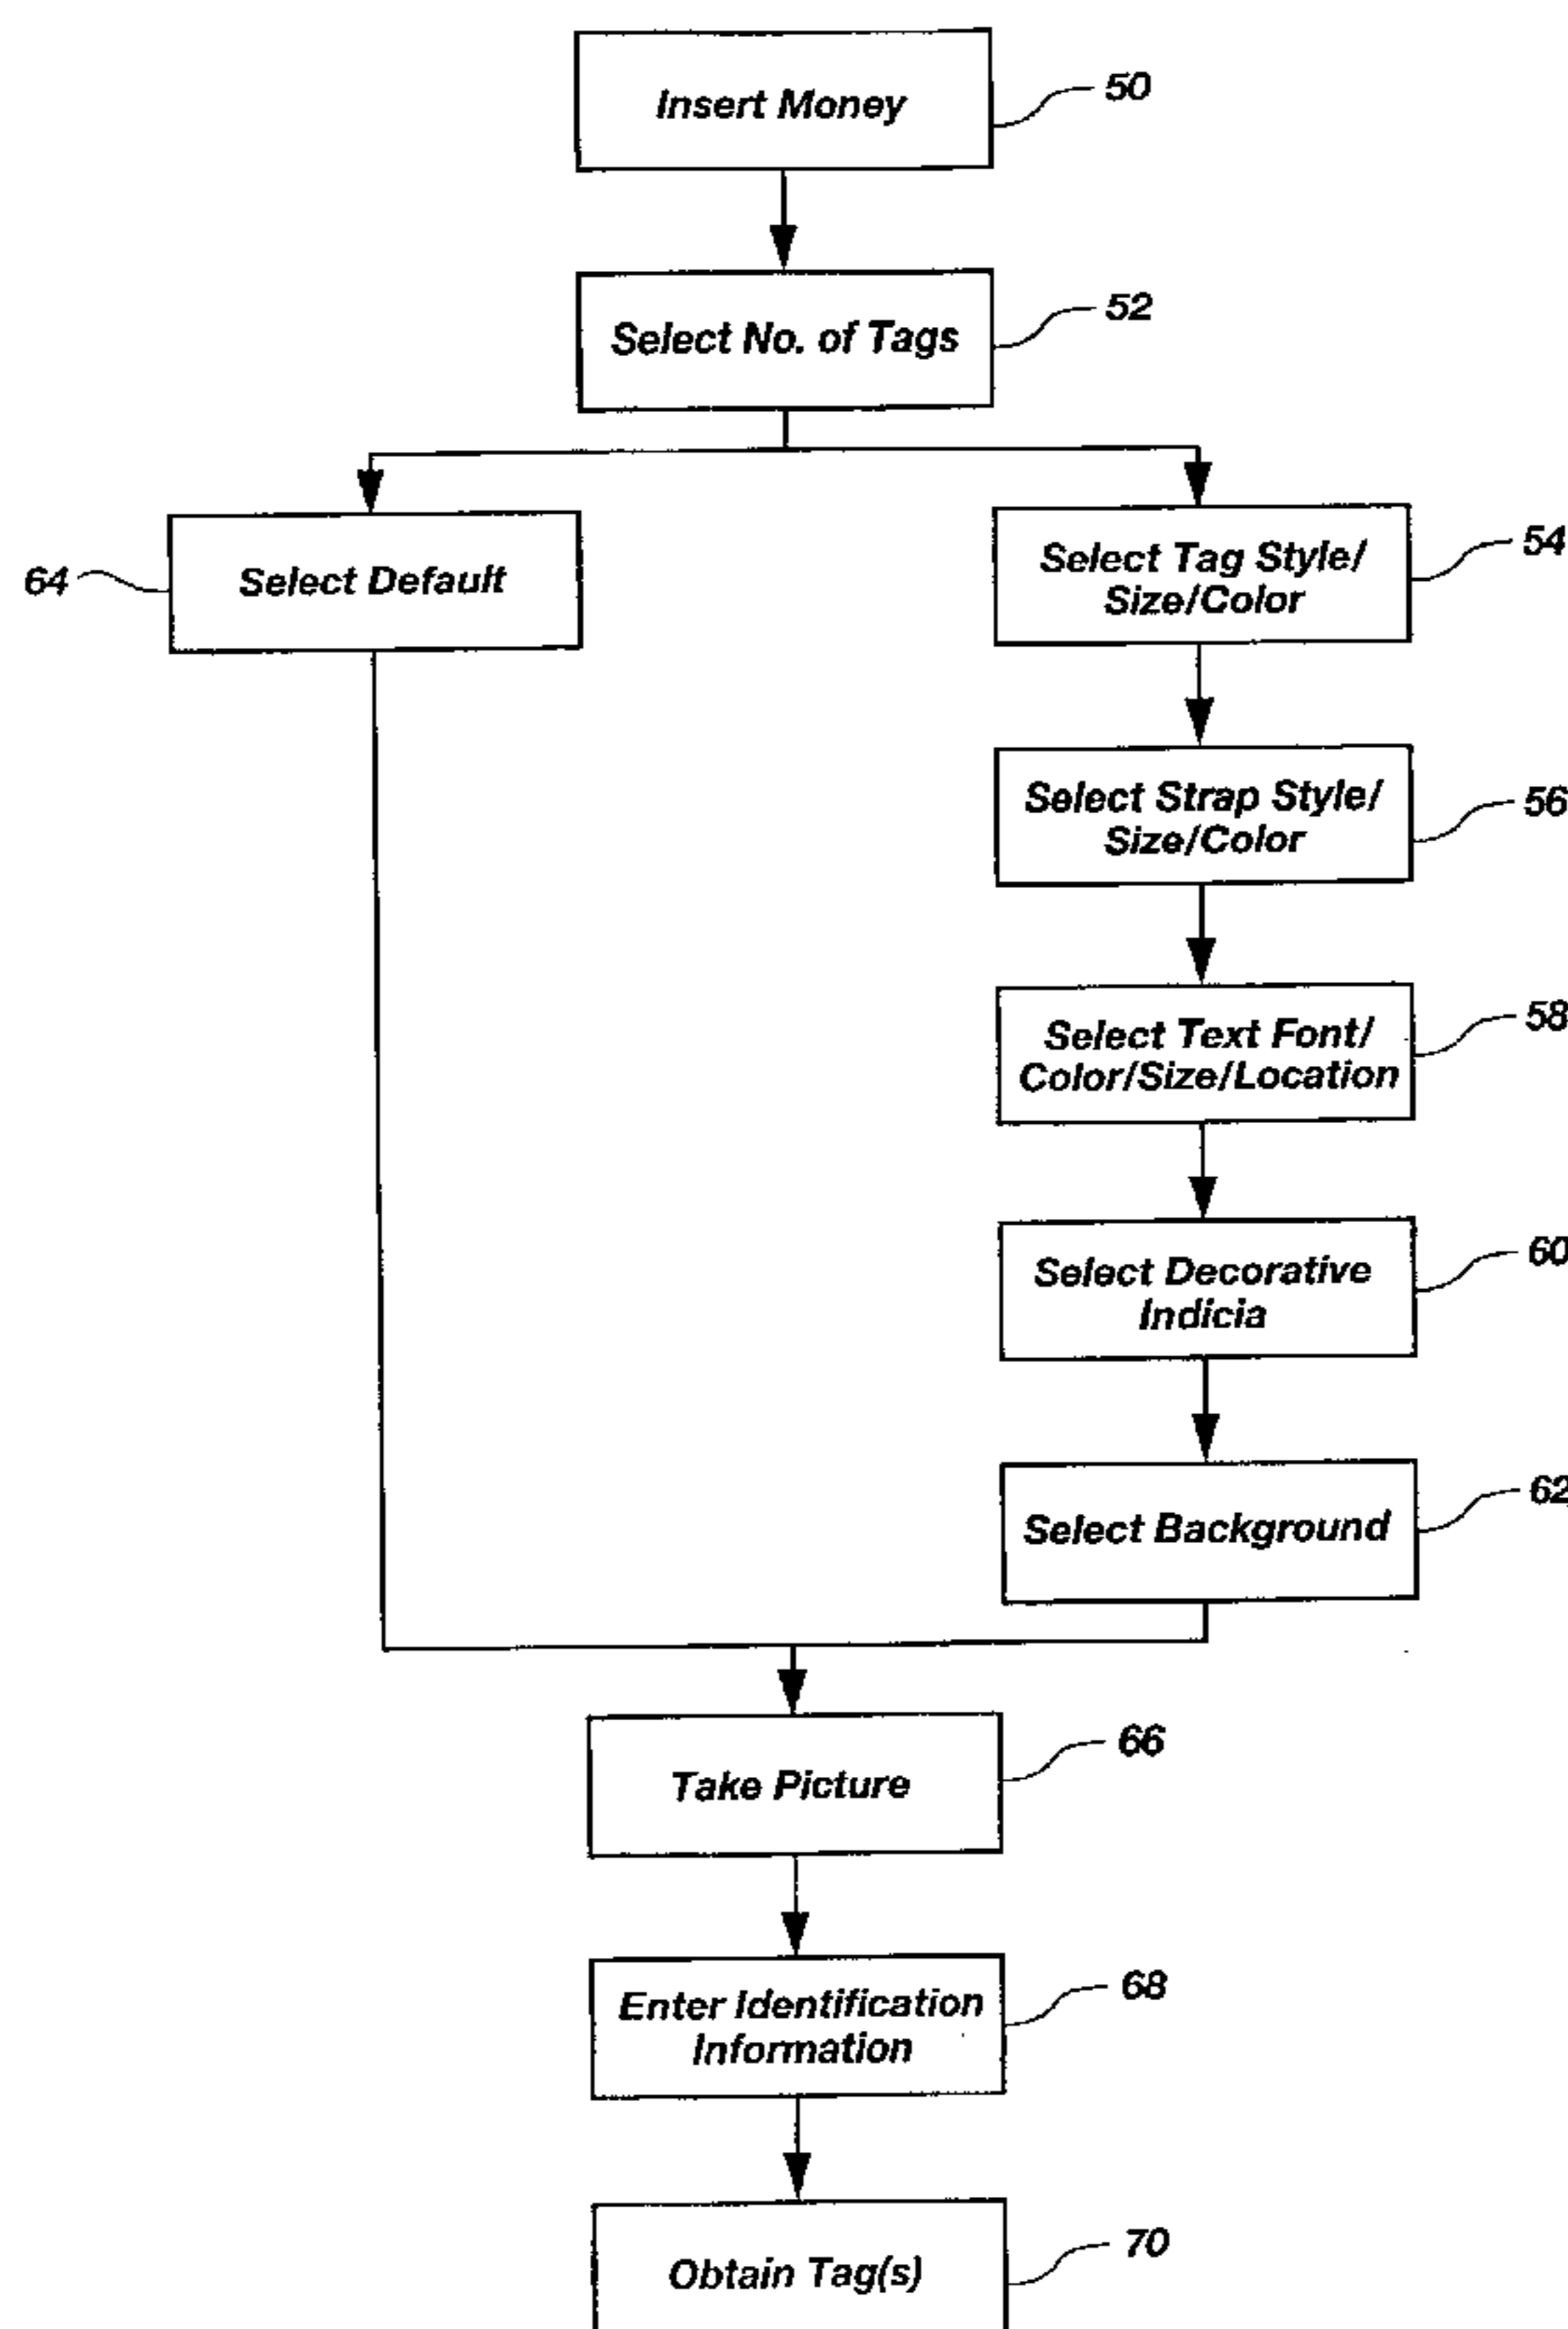 Insert Money
50
Select No. of Tags
52
Select Default
64
Select Tag Style/
Size/Color
54
Select Strap Style/
Size/Color
56
Select Text Font/
Color/Size/Location
58
Select Decorative
Indicia
60
Select Background
62
Take Picture
66
Enter Identification
Information
68
Obtain Tag(s)
70